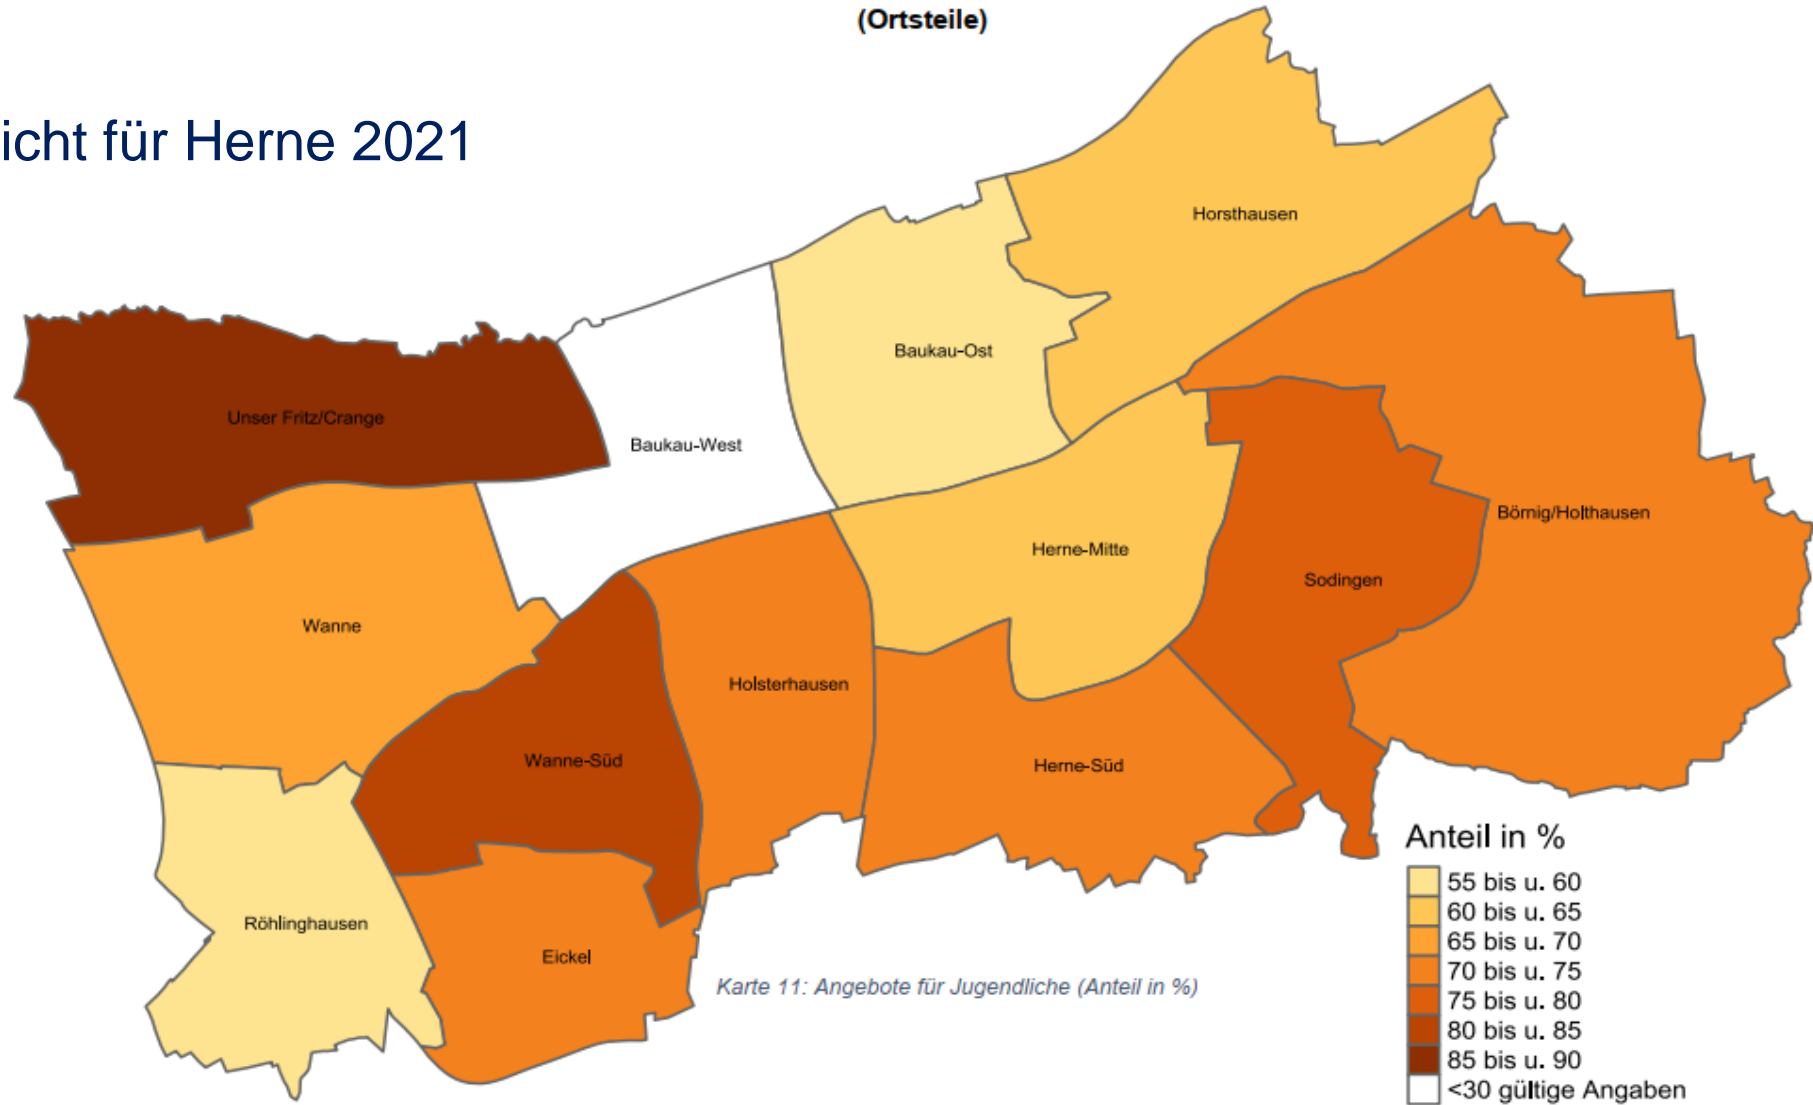 (Ortsteile)
icht für Herne 2021
Horsthausen
Baukau-Ost
Unser Fritz/Crange
Baukau-West
Börnig/Holthausen
Herne-Mitte
Sodingen
Wanne
Holsterhausen
Wanne-Süd
Herne-Süd
Röhlinghausen
Eickel
Karte 11: Angebote für Jugendliche (Anteil in %)
Anteil in %
55 bis u. 60
60 bis u. 65
65 bis u. 70
70 bis u. 75
75 bis u. 80
80 bis u. 85
85 bis u. 90
<30 gültige Angaben